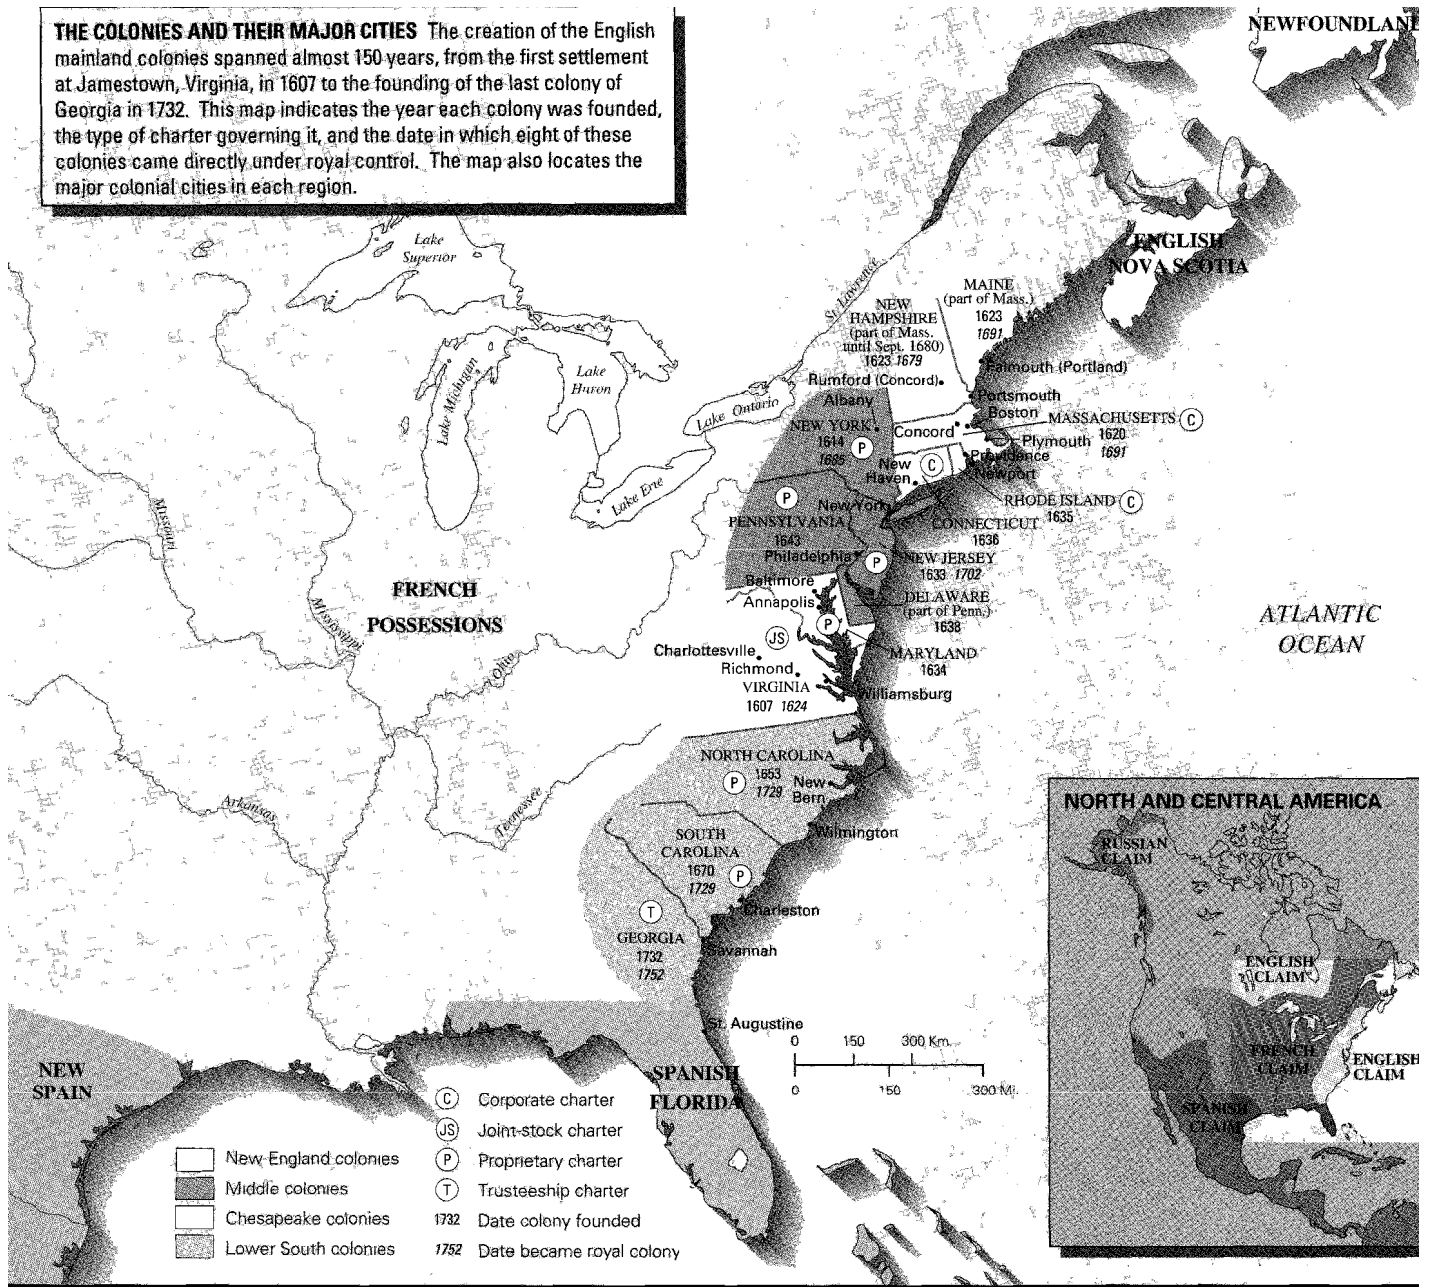 THE COLONIES AND THEIR MAJOR CITIES The creation of the English
mainland colonies spanned almost 150 years, from the first settlement
at Jamestown, Virginia, in 1607 to the founding of the last colony of
Georgia in 1732. This map indicates the year each colony was founded,
the type of charter governing it, and the date in which eight of these
colonies came directly under royal control. The map also locates the
major colonial cities in each region.
NEWFOUNDLAND
Lake
Superior
ENGLISH
NOVA SCOTIA
St. Lawrence
MAINE
(part of Mass.)
1623
1691
NEW
HAMPSHIRE
(part of Mass.
until Sept. 1680)
1623 1679
Lake Michigan
Lake
Huron
Lake Ontario
Lake Erie
Falmouth (Portland)
Rumford (Concord)
Portsmouth
Albany
Boston
MASSACHUSETTS C
1620
1691
NEW YORK
1614
1685
P
Concord
Plymouth
Providence
Newport
New
Haven
C
RHODE ISLAND C
1635
CONNECTICUT
1636
P
New York
PENNSYLVANIA
1643
Philadelphia
P
NEW JERSEY
1633 1702
Missouri
Mississippi
FRENCH
POSSESSIONS
Baltimore
Annapolis
DELAWARE
(part of Penn.)
1638
P
JS
MARYLAND
1634
ATLANTIC
OCEAN
Ohio
Charlottesville
Richmond
VIRGINIA
1607 1624
Williamsburg
Arkansas
Tennessee
NORTH CAROLINA
1653
1729
P
New
Bern
Wilmington
SOUTH
CAROLINA
1670
1729
P
Charleston
T
GEORGIA
1732
1752
Savannah
St. Augustine
NEW
SPAIN
SPANISH
FLORIDA
0 150 300 Km.
0 150 300 Mi.
New England colonies
Middle colonies
Chesapeake colonies
Lower South colonies
C Corporate charter
JS Joint-stock charter
P Proprietary charter
T Trusteeship charter
1732 Date colony founded
1752 Date became royal colony
NORTH AND CENTRAL AMERICA
RUSSIAN
CLAIM
ENGLISH
CLAIM
FRENCH
CLAIM
ENGLISH
CLAIM
SPANISH
CLAIM